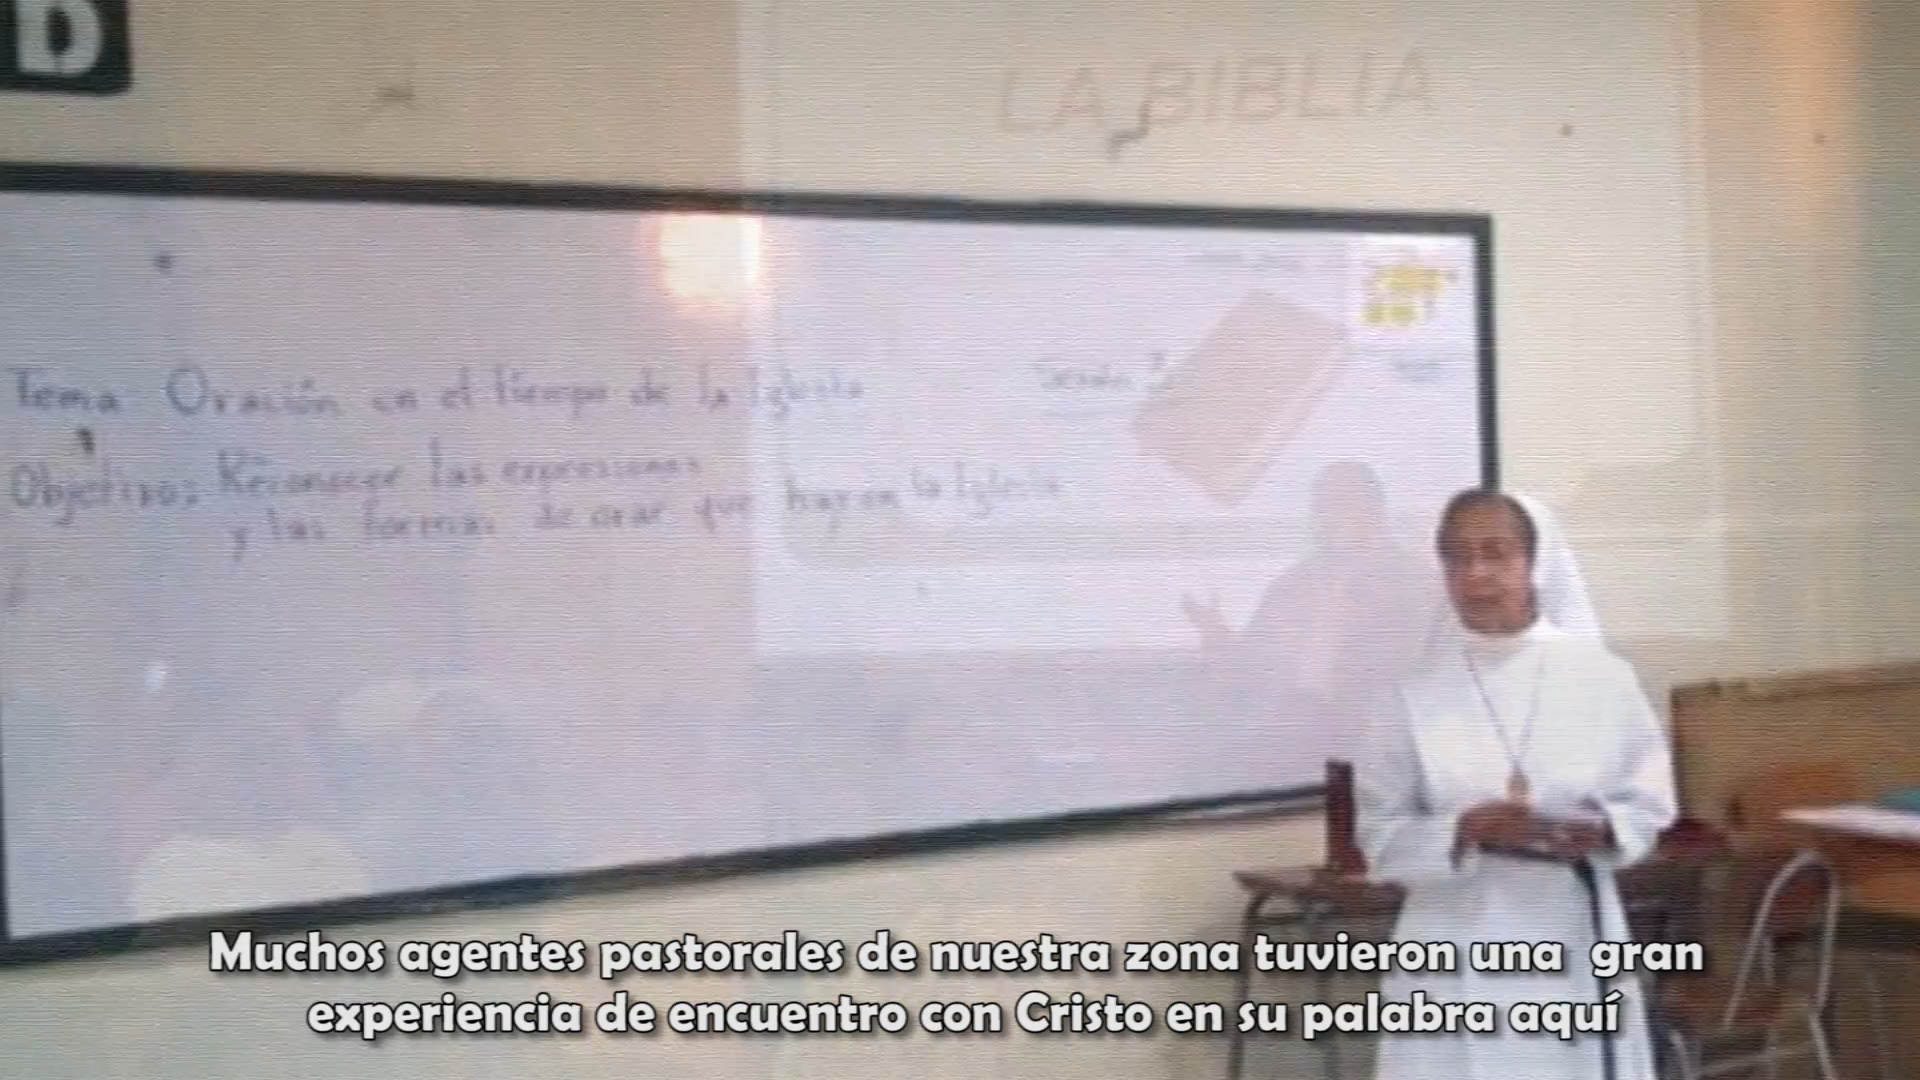 D
LA BIBLIA
Tema Oración en el tiempo de la Iglesia
Objetivo: Reconocer las expresiones
y las formas de orar que hay en la Iglesia
Muchos agentes pastorales de nuestra zona tuvieron una gran
experiencia de encuentro con Cristo en su palabra aquí